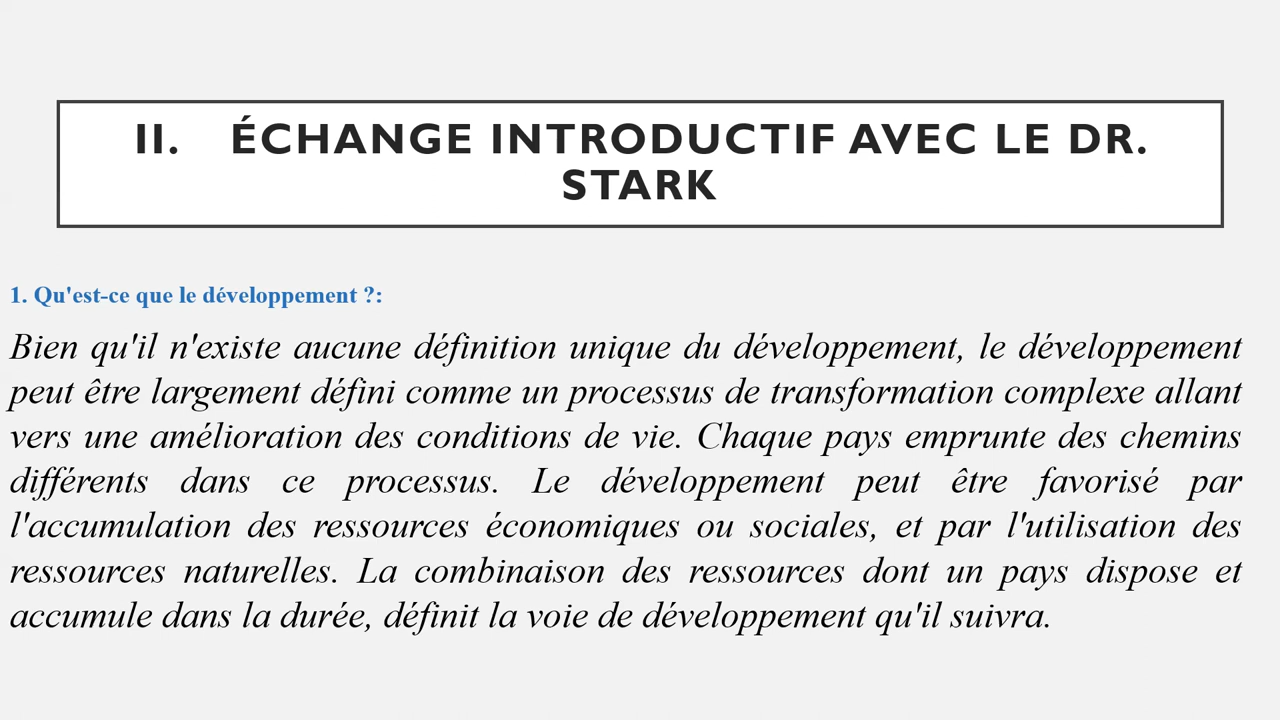 II. ÉCHANGE INTRODUCTIF AVEC LE DR.
STARK
1. Qu'est-ce que le développement ?:
Bien qu'il n'existe aucune définition unique du développement, le développement
peut être largement défini comme un processus de transformation complexe allant
vers une amélioration des conditions de vie. Chaque pays emprunte des chemins
différents dans ce processus. Le développement peut être favorisé par
l'accumulation des ressources économiques ou sociales, et par l'utilisation des
ressources naturelles. La combinaison des ressources dont un pays dispose et
accumule dans la durée, définit la voie de développement qu'il suivra.